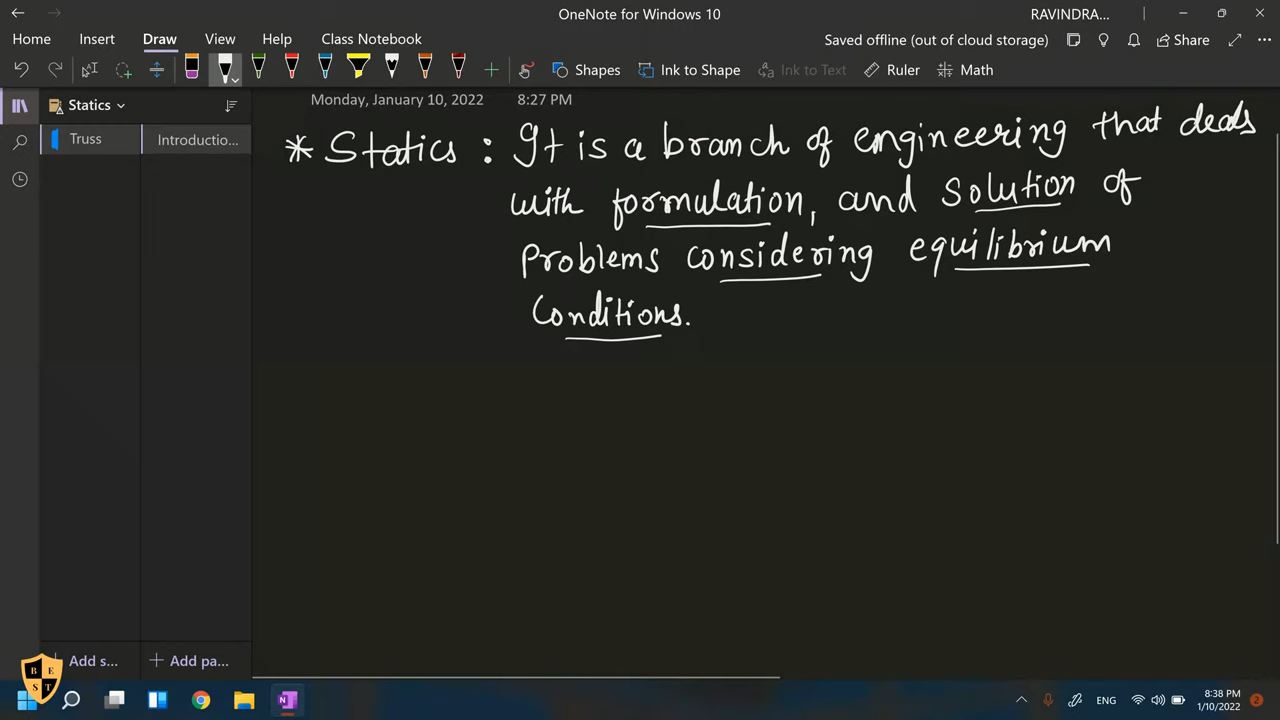 OneNote for Windows 10
RAVINDRA...
Home Insert Draw View Help Class Notebook
Saved offline (out of cloud storage)
Share
Shapes Ink to Shape Ink to Text Ruler Math
Statics
Truss
Introductio...
Monday, January 10, 2022 8:27 PM
* Statics : It is a branch of engineering that deals
with formulation, and solution of
Problems considering equilibrium
Conditions.
+ Add s... + Add pa...
BEST
ENG
8:38 PM
1/10/2022
2